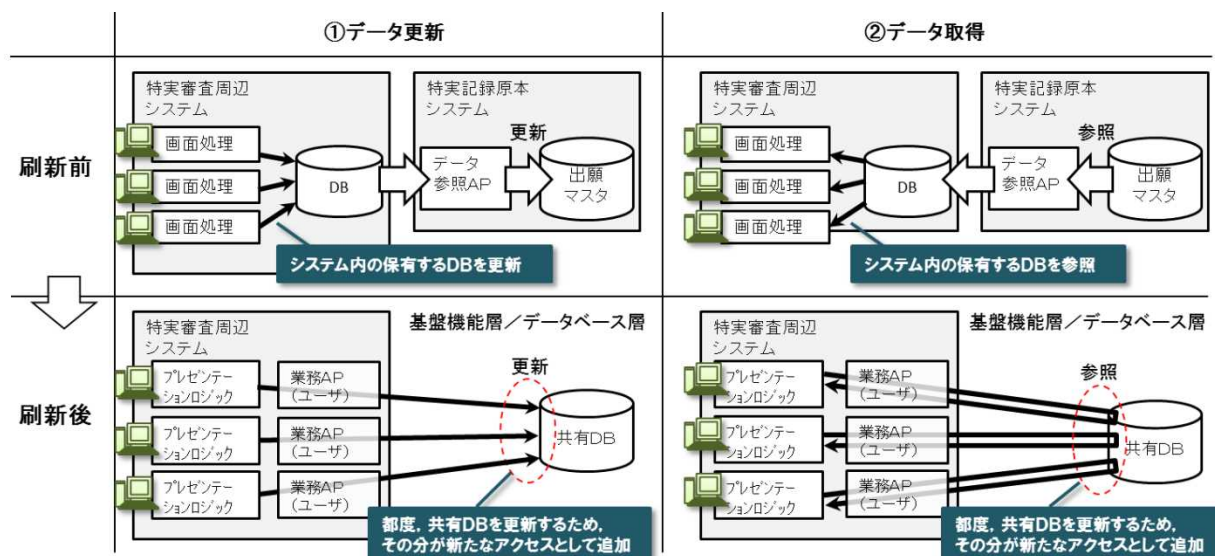 ①データ更新
②データ取得
刷新前
特実審査周辺
システム
画面処理
画面処理
画面処理
DB
特実記録原本
システム
データ
参照AP
更新
出願
マスタ
システム内の保有するDBを更新
特実審査周辺
システム
画面処理
画面処理
画面処理
DB
特実記録原本
システム
データ
参照AP
参照
出願
マスタ
システム内の保有するDBを参照
刷新後
特実審査周辺
システム
プレゼンテー
ションロジック
業務AP
(ユーザ)
プレゼンテー
ションロジック
業務AP
(ユーザ)
プレゼンテー
ションロジック
業務AP
(ユーザ)
基盤機能層／データベース層
更新
共有DB
都度，共有DBを更新するため，
その分が新たなアクセスとして追加
特実審査周辺
システム
プレゼンテー
ションロジック
業務AP
(ユーザ)
プレゼンテー
ションロジック
業務AP
(ユーザ)
プレゼンテー
ションロジック
業務AP
(ユーザ)
基盤機能層／データベース層
参照
共有DB
都度，共有DBを更新するため，
その分が新たなアクセスとして追加